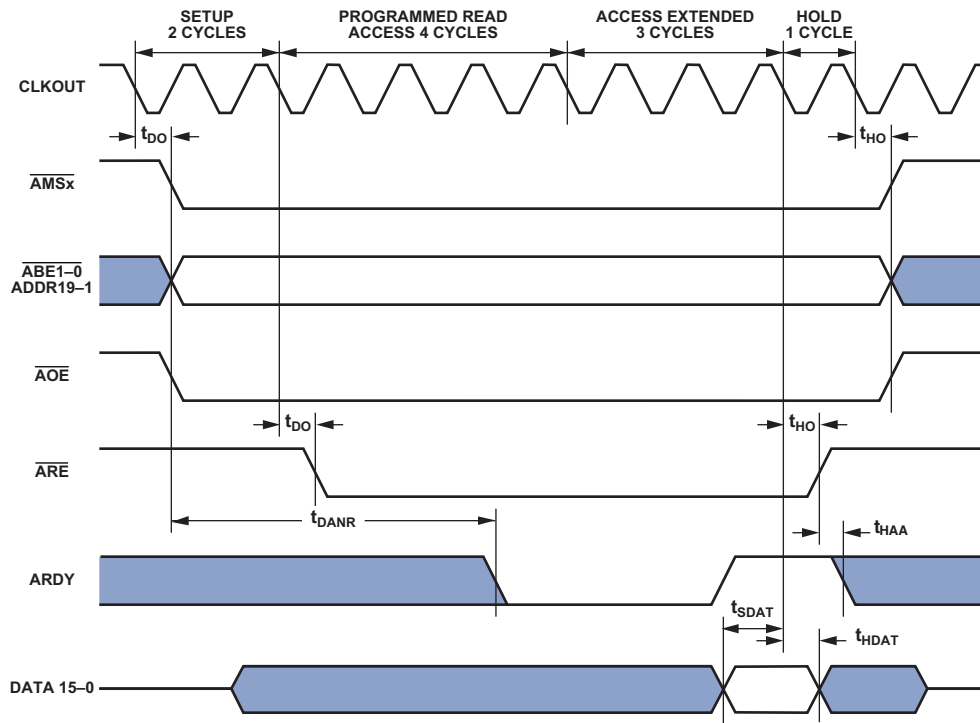 SETUP
2 CYCLES
PROGRAMMED READ
ACCESS 4 CYCLES
ACCESS EXTENDED
3 CYCLES
HOLD
1 CYCLE
CLKOUT
tDO
tHO
AMSx
ABE1–0
ADDR19–1
AOE
tDO
tHO
ARE
tDANR
tHAA
ARDY
tSDAT
tHDAT
DATA 15–0